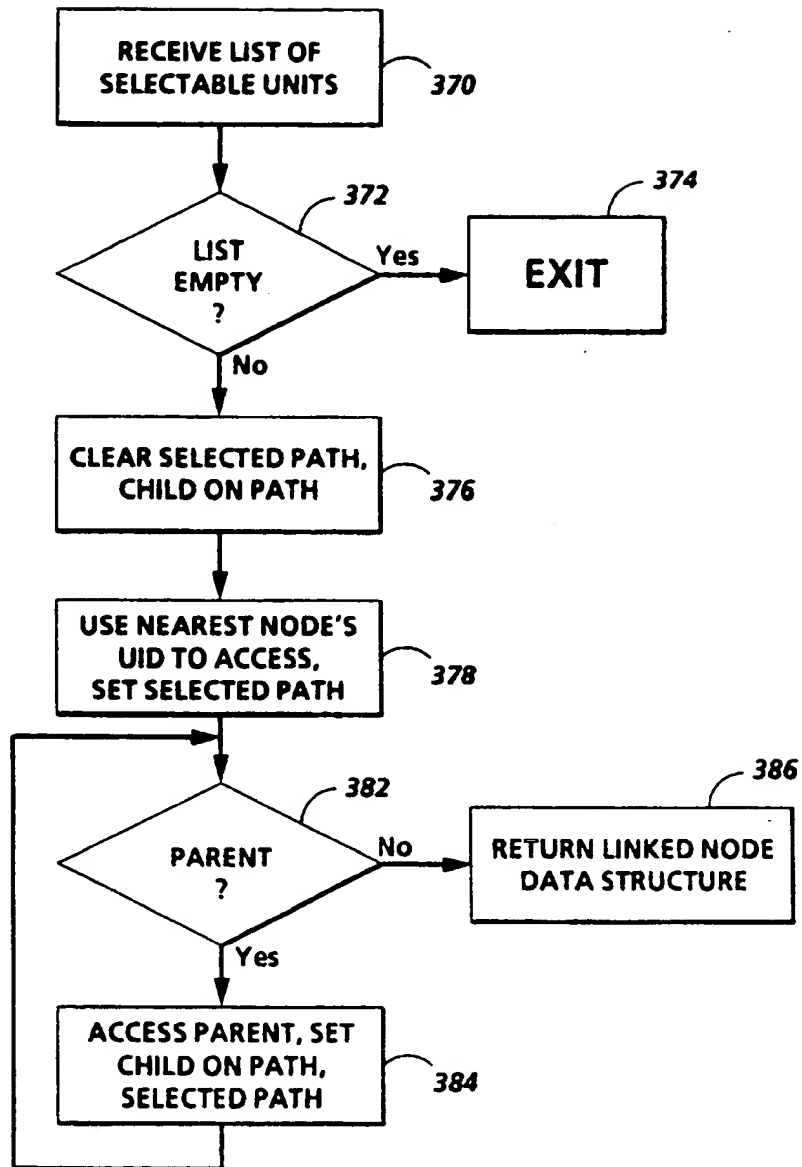 RECEIVE LIST OF
SELECTABLE UNITS
370
372
LIST
EMPTY
?
Yes
374
EXIT
No
CLEAR SELECTED PATH,
CHILD ON PATH
376
USE NEAREST NODE'S
UID TO ACCESS,
SET SELECTED PATH
378
382
PARENT
?
No
386
RETURN LINKED NODE
DATA STRUCTURE
Yes
ACCESS PARENT, SET
CHILD ON PATH,
SELECTED PATH
384